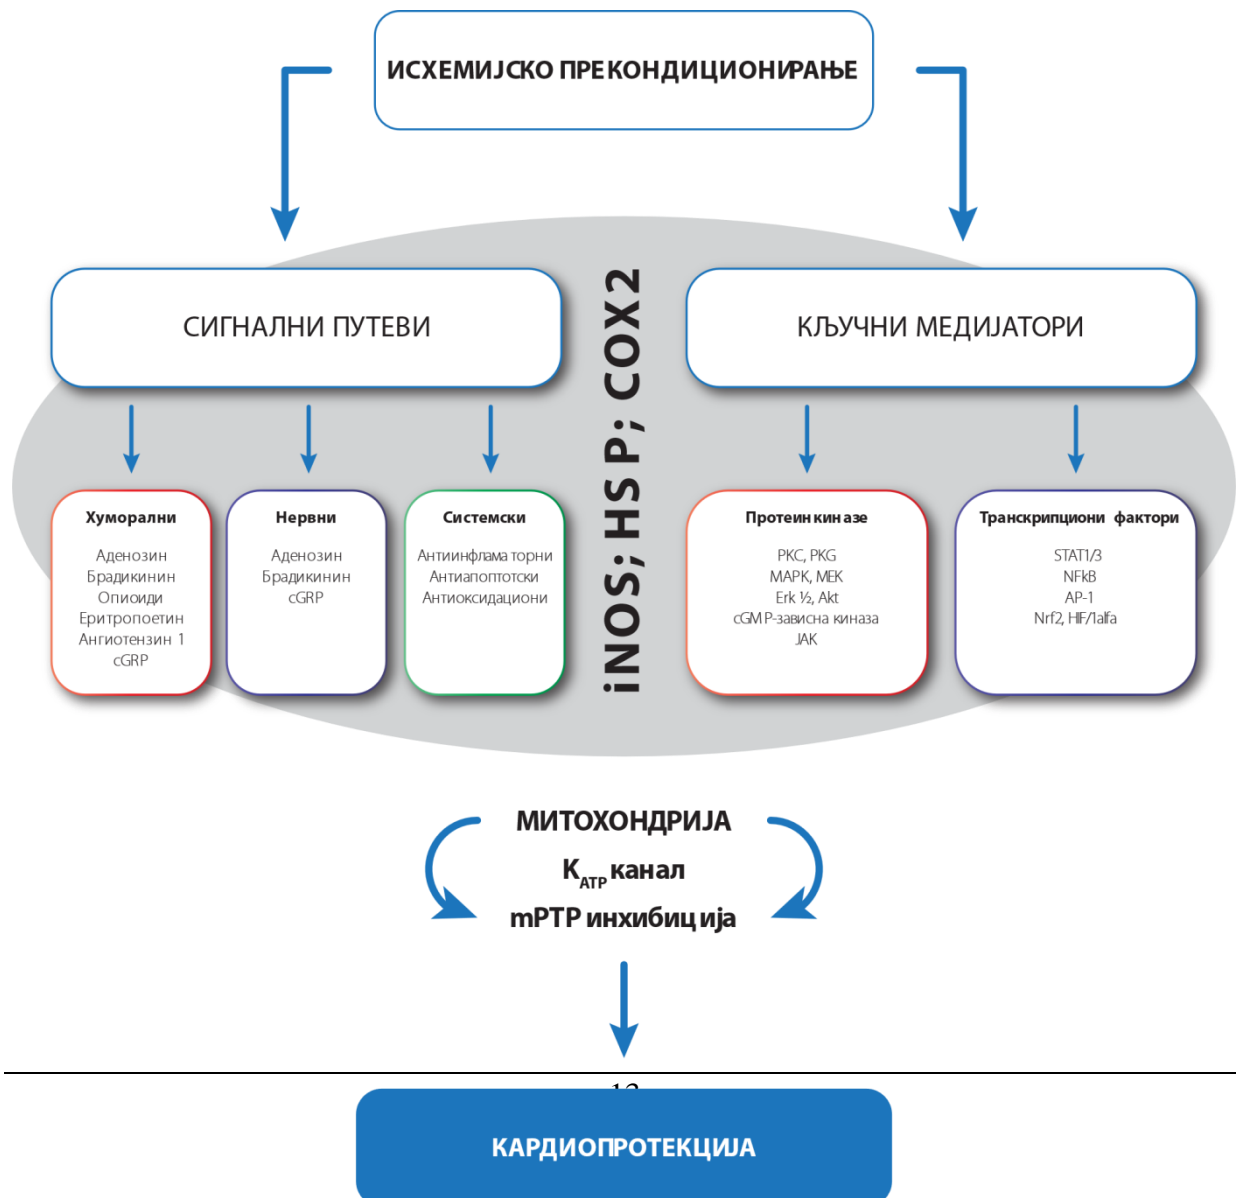 ИСХЕМИЈСКО ПРЕКОНДИЦИОНИРАЊЕ
СИГНАЛНИ ПУТЕВИ
КЉУЧНИ МЕДИЈАТОРИ
iNOS; HSP; COX2
Хуморални
Аденозин
Брадикинин
Опиоиди
Еритропоетин
Ангиотензин 1
cGRP
Нервни
Аденозин
Брадикинин
cGRP
Системски
Антиинфламаторни
Антиапоптотски
Антиоксидациони
Протеин киназе
PKC, PKG
MAPK, MEK
Erk ½, Akt
cGMP-зависна киназа
JAK
Транскрипциони фактори
STAT1/3
NFkB
AP-1
Nrf2, HIF/1alfa
МИТОХОНДРИЈА
KATP канал
mPTP инхибиција
КАРДИОПРОТЕКЦИЈА